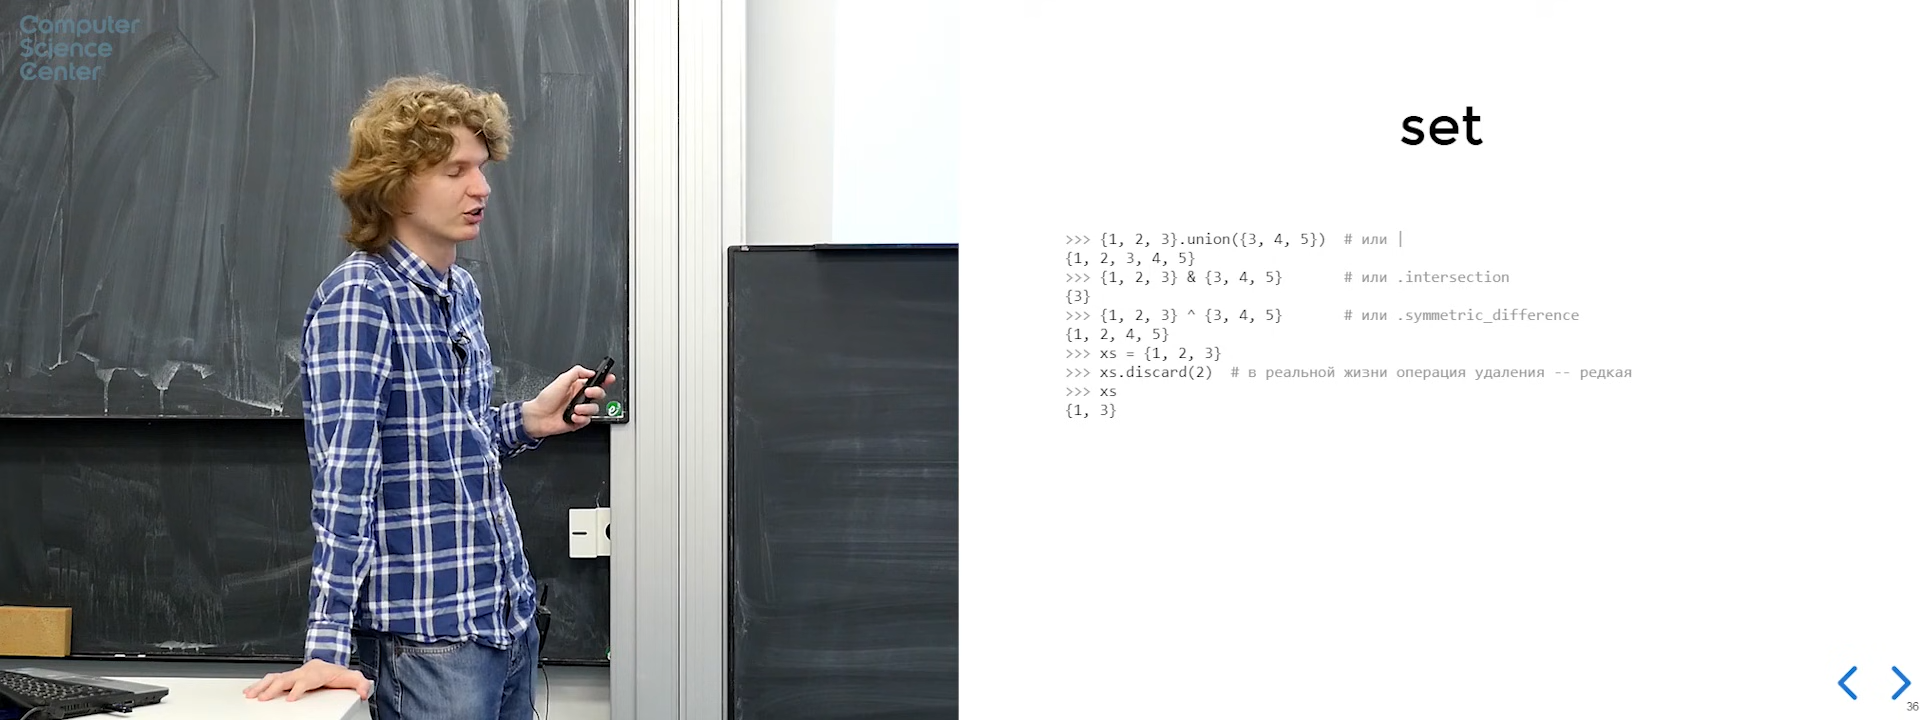 Computer
Science
Center
set
>>> {1, 2, 3}.union({3, 4, 5})  # или |
{1, 2, 3, 4, 5}
>>> {1, 2, 3} & {3, 4, 5}       # или .intersection
{3}
>>> {1, 2, 3} ^ {3, 4, 5}       # или .symmetric_difference
{1, 2, 4, 5}
>>> xs = {1, 2, 3}
>>> xs.discard(2)  # в реальной жизни операция удаления -- редкая
>>> xs
{1, 3}
36